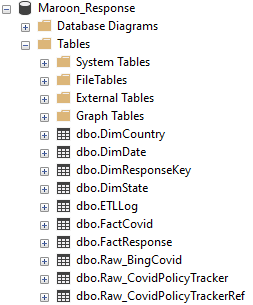 Maroon_Response
Database Diagrams
Tables
System Tables
FileTables
External Tables
Graph Tables
dbo.DimCountry
dbo.DimDate
dbo.DimResponseKey
dbo.DimState
dbo.ETLLog
dbo.FactCovid
dbo.FactResponse
dbo.Raw_BingCovid
dbo.Raw_CovidPolicyTracker
dbo.Raw_CovidPolicyTrackerRef